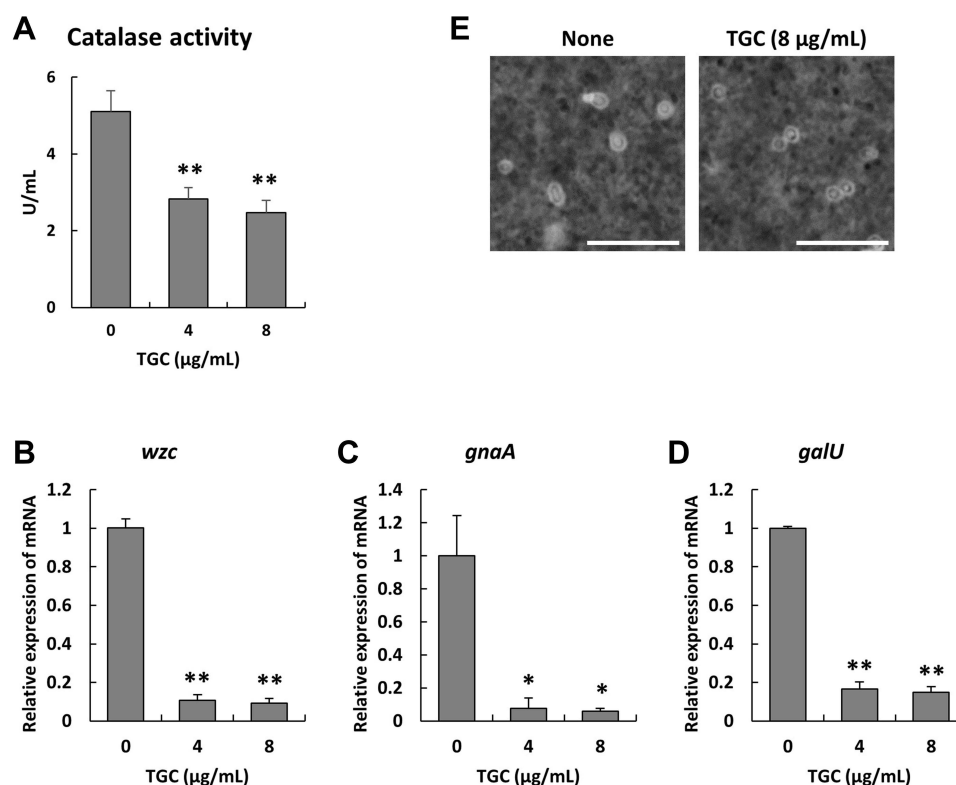 A
Catalase activity
6
4
2
0
U/mL
**
**
0 4 8
TGC (µg/mL)
E
None
TGC (8 µg/mL)
B
wzc
1.2
1
0.8
0.6
0.4
0.2
0
Relative expression of mRNA
**
**
0 4 8
TGC (µg/mL)
C
gnaA
1.4
1.2
1
0.8
0.6
0.4
0.2
0
Relative expression of mRNA
*
*
0 4 8
TGC (µg/mL)
D
galU
1.2
1
0.8
0.6
0.4
0.2
0
Relative expression of mRNA
**
**
0 4 8
TGC (µg/mL)